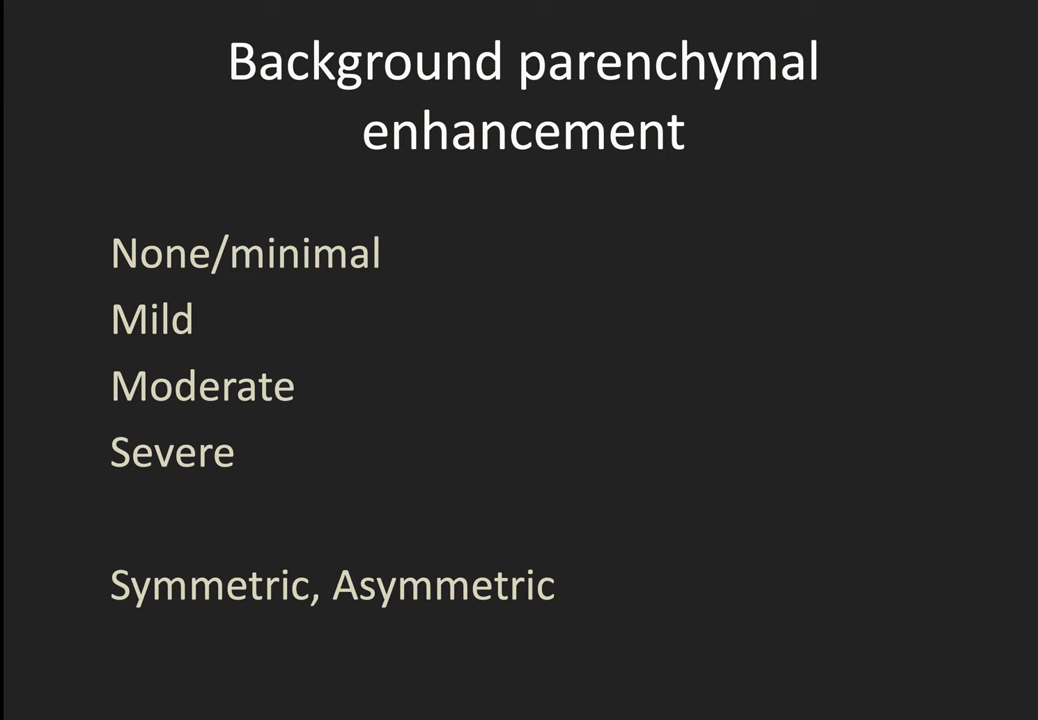 Background parenchymal
enhancement
None/minimal
Mild
Moderate
Severe
Symmetric, Asymmetric